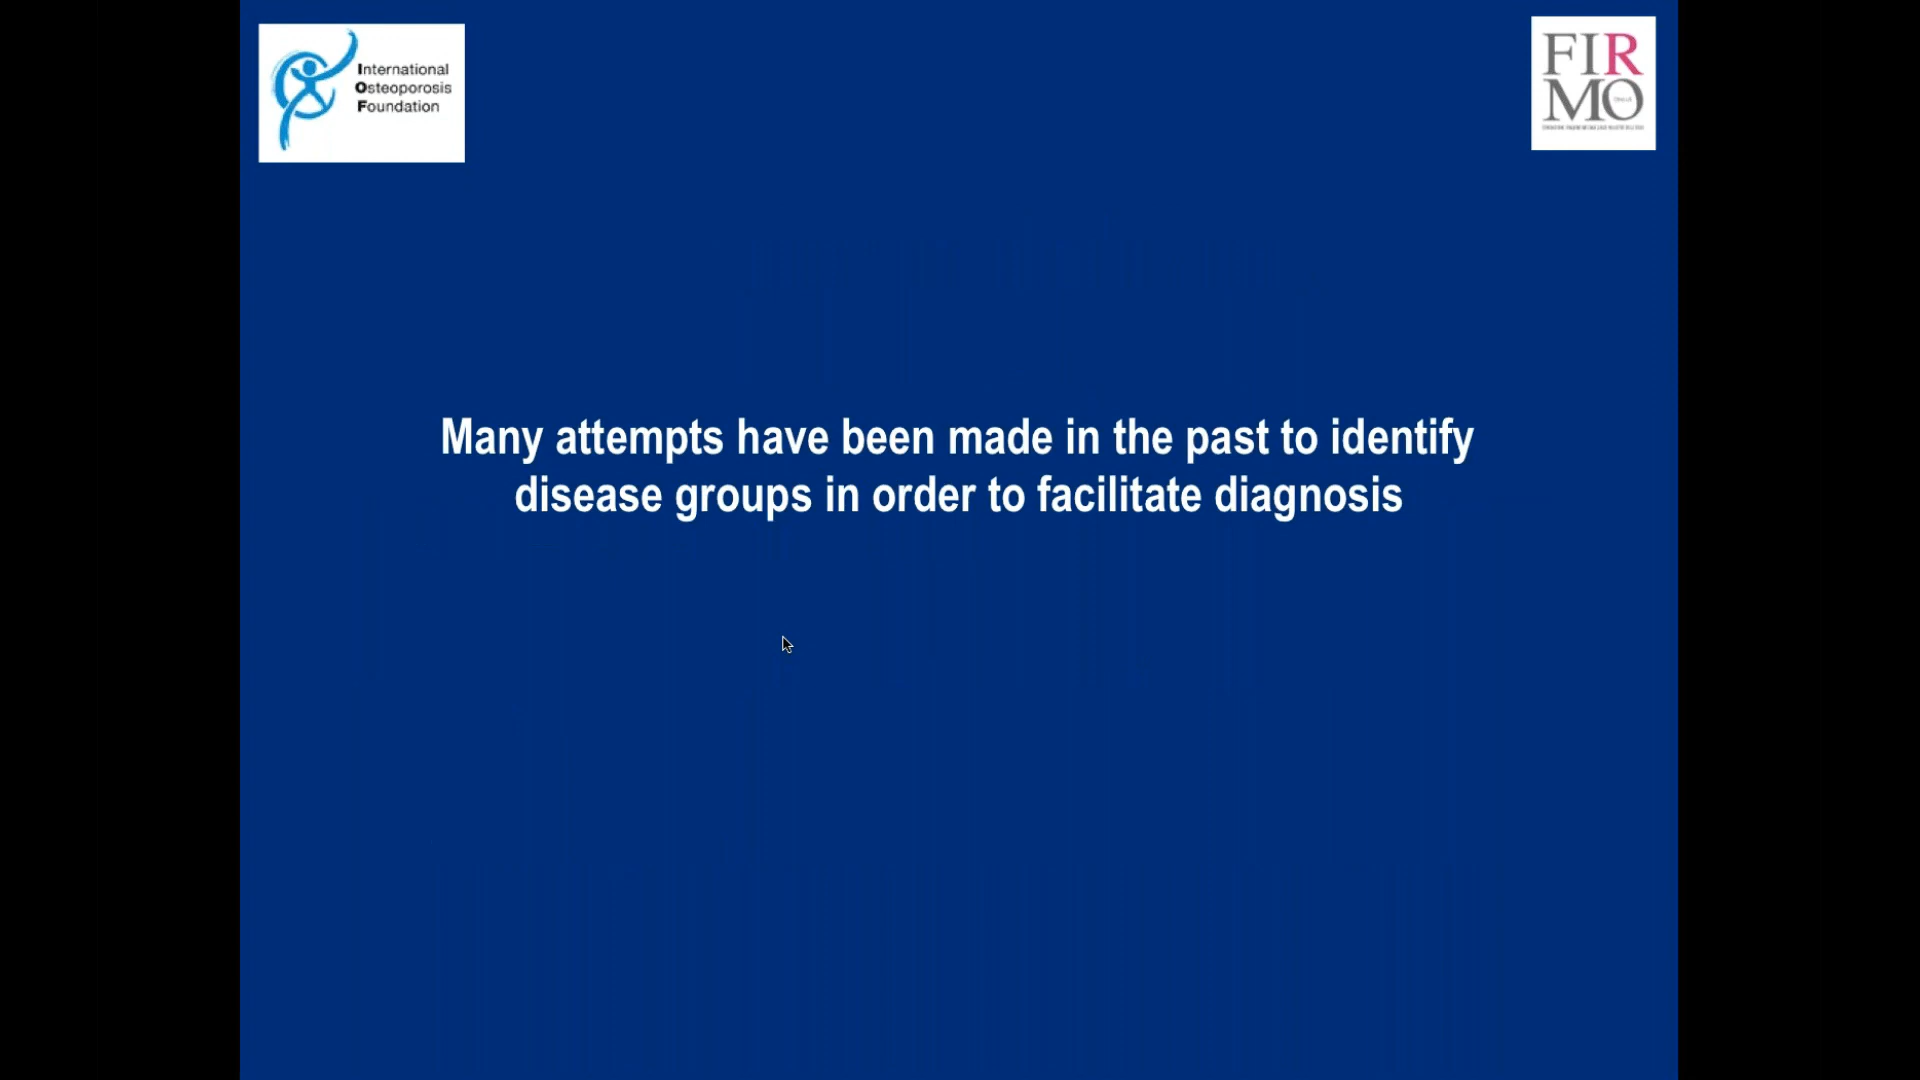 International
Osteoporosis
Foundation
FIR
MO
Many attempts have been made in the past to identify
disease groups in order to facilitate diagnosis